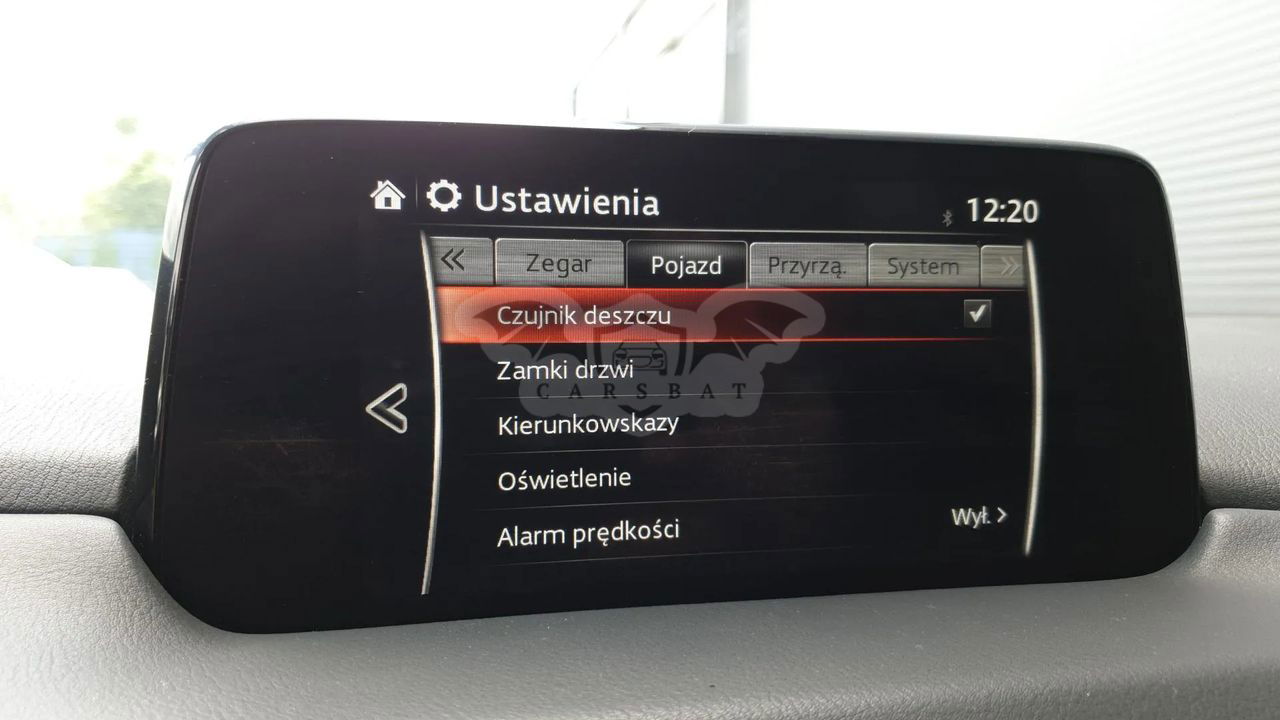 Ustawienia
12:20
« Zegar Pojazd Przyrzą. System »
Czujnik deszczu
Zamki drzwi
CARSBAT
Kierunkowskazy
Oświetlenie
Alarm prędkości Wył. >